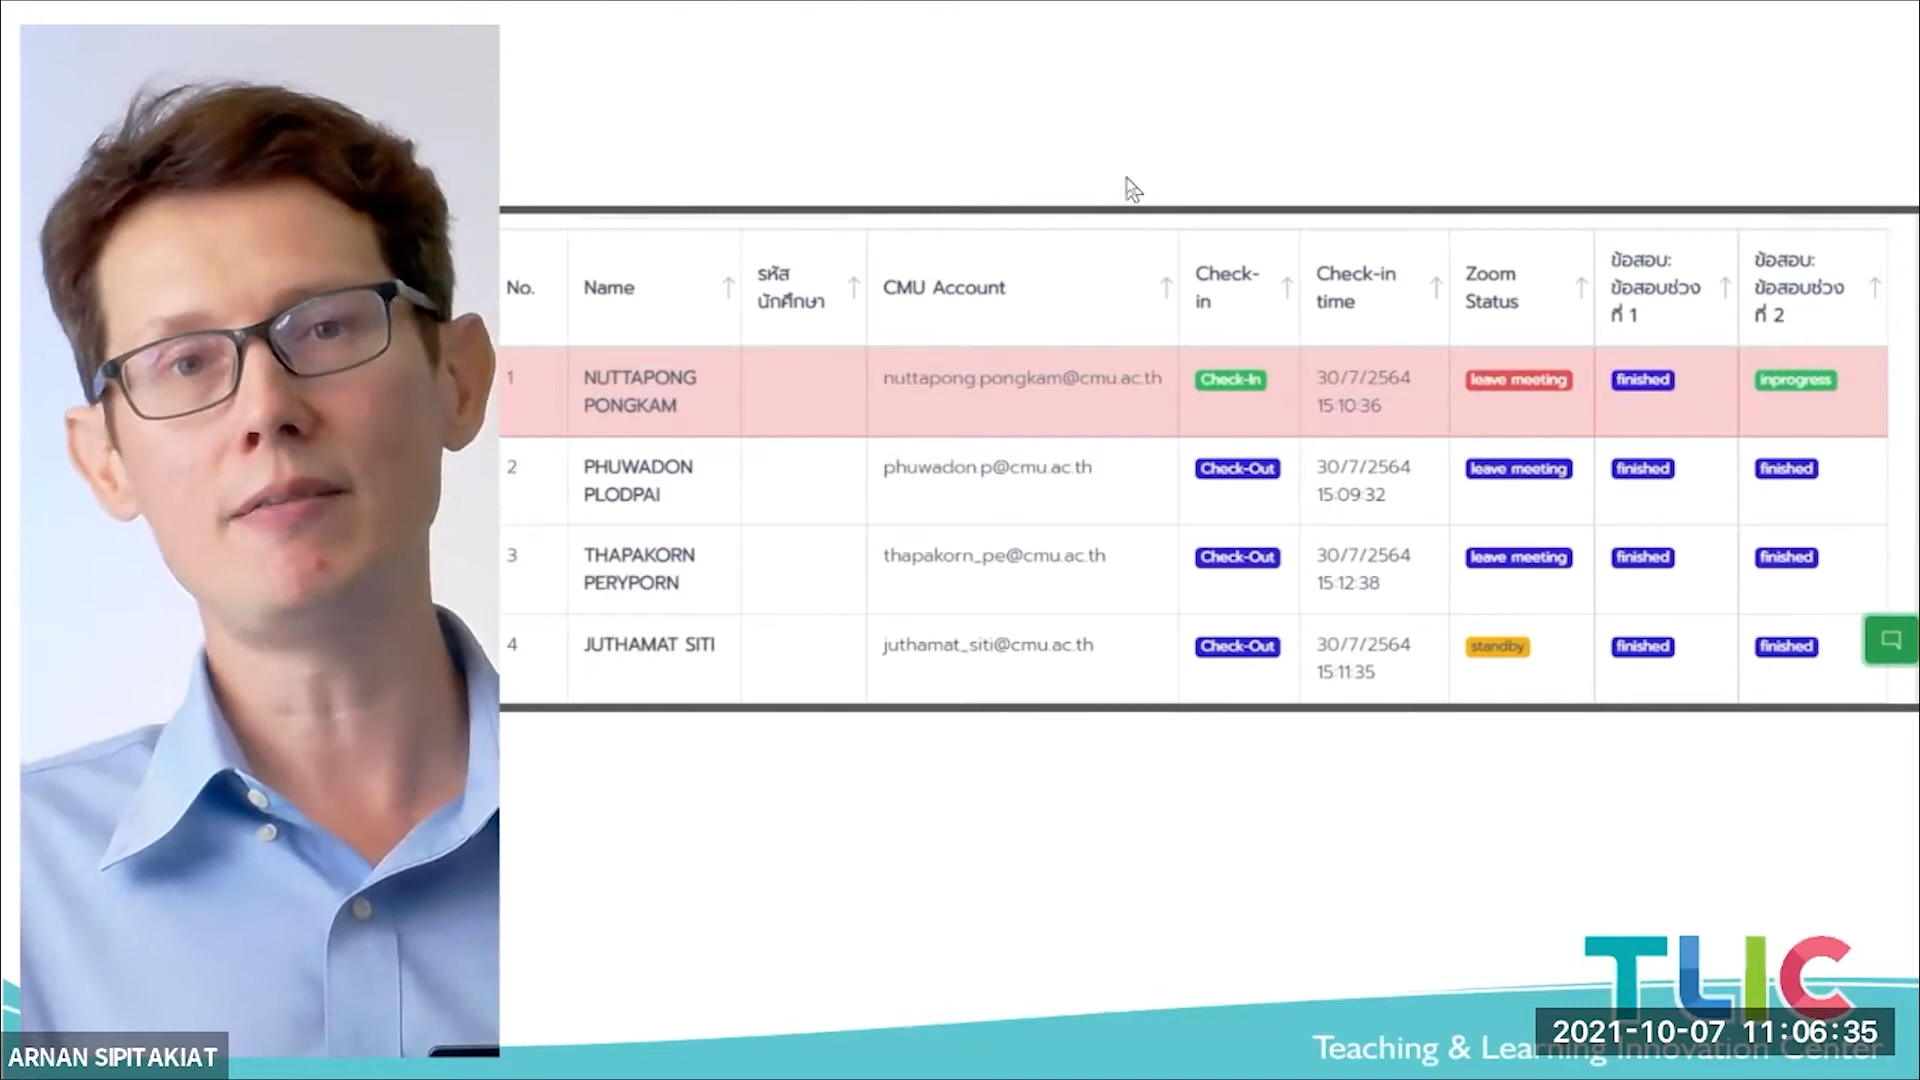 No.
Name
รหัส
นักศึกษา
CMU Account
Check-
in
Check-in
time
Zoom
Status
ข้อสอบ:
ข้อสอบช่วง
ที่ 1
ข้อสอบ:
ข้อสอบช่วง
ที่ 2
1
NUTTAPONG
PONGKAM
nuttapong.pongkam@cmu.ac.th
Check-In
30/7/2564
15:10:36
leave meeting
finished
inprogress
2
PHUWADON
PLODPAI
phuwadon.p@cmu.ac.th
Check-Out
30/7/2564
15:09:32
leave meeting
finished
finished
3
THAPAKORN
PERYPORN
thapakorn_pe@cmu.ac.th
Check-Out
30/7/2564
15:12:38
leave meeting
finished
finished
4
JUTHAMAT SITI
juthamat_siti@cmu.ac.th
Check-Out
30/7/2564
15:11:35
standby
finished
finished
TLIC
Teaching & Learning Innovation Center
2021-10-07 11:06:35
ARNAN SIPITAKIAT